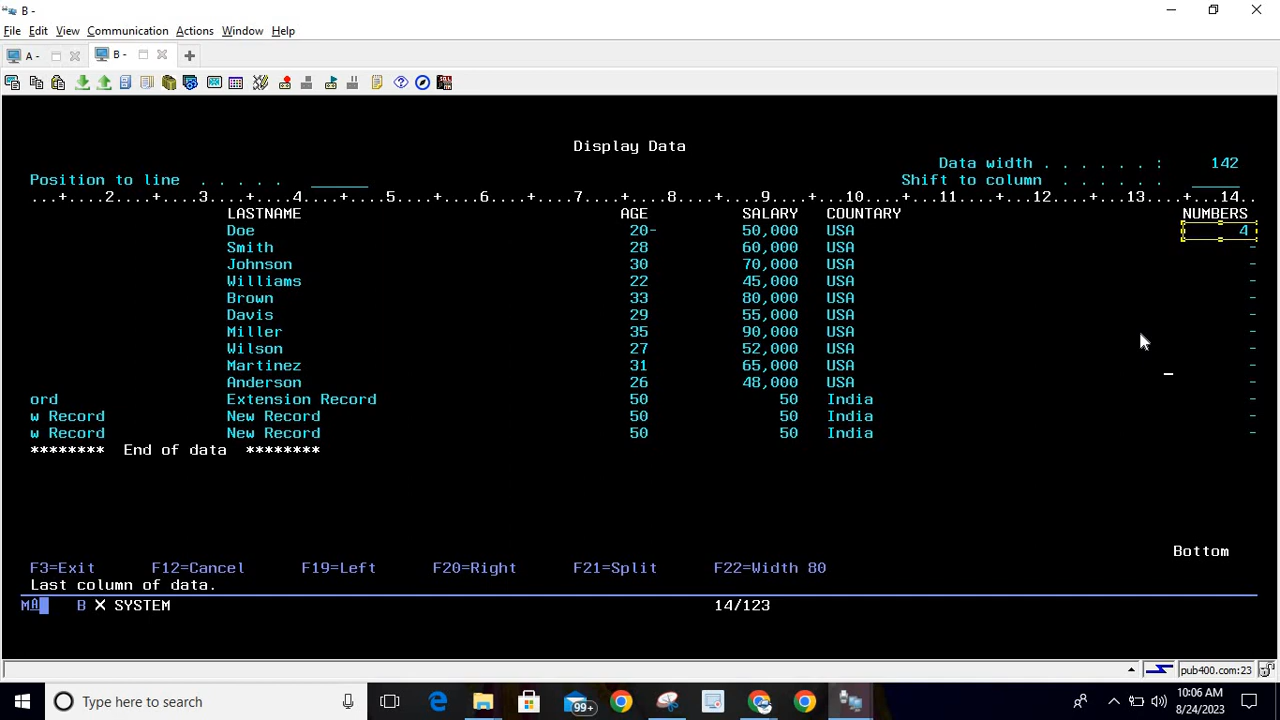 B -
File Edit View Communication Actions Window Help
A - B -
Display Data
Data width . . . . . . : 142
Position to line . . . . . Shift to column . . . . . .
...+....2....+....3....+....4....+....5....+....6....+....7....+....8....+....9....+...10....+...11....+...12....+...13....+...14..
LASTNAME AGE SALARY COUNTARY NUMBERS
Doe 20- 50,000 USA 4
Smith 28 60,000 USA -
Johnson 30 70,000 USA -
Williams 22 45,000 USA -
Brown 33 80,000 USA -
Davis 29 55,000 USA -
Miller 35 90,000 USA -
Wilson 27 52,000 USA -
Martinez 31 65,000 USA -
Anderson 26 48,000 USA -
ord Extension Record 50 50 India -
w Record New Record 50 50 India -
w Record New Record 50 50 India -
******** End of data ********
Bottom
F3=Exit F12=Cancel F19=Left F20=Right F21=Split F22=Width 80
Last column of data.
MA B X SYSTEM 14/123
pub400.com:23
Type here to search 99+ 10:06 AM
8/24/2023